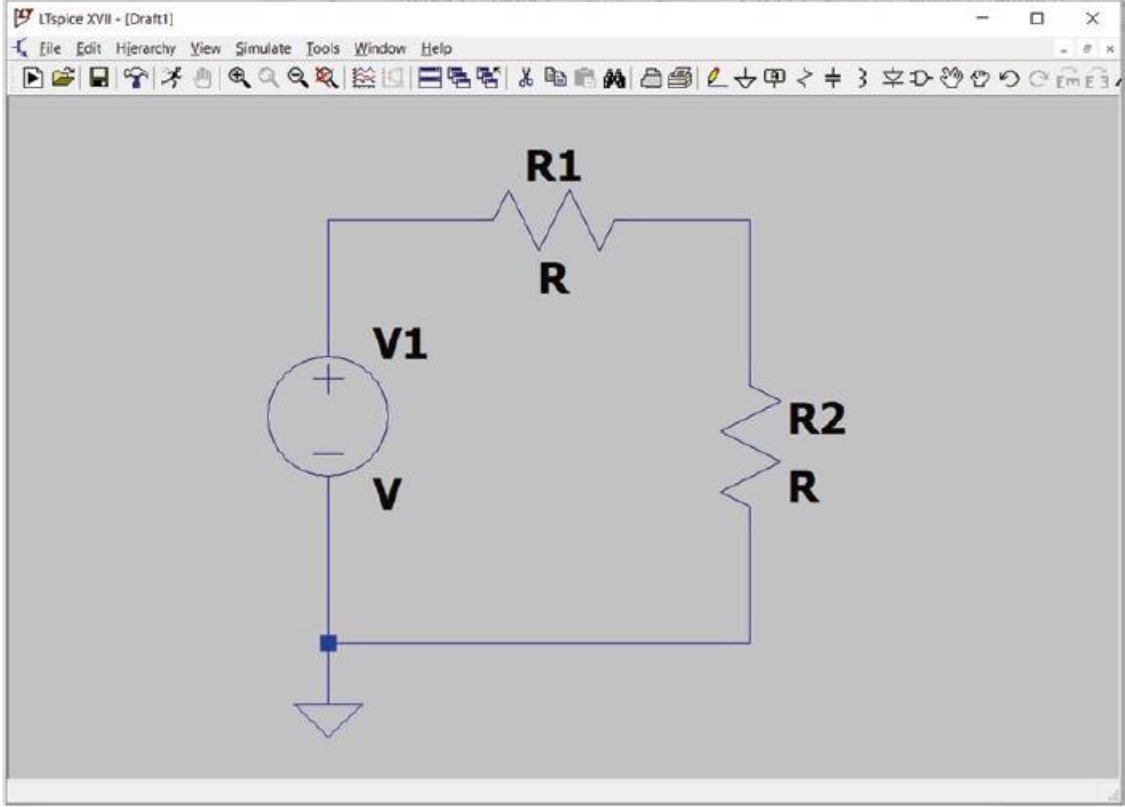 LTspice XVII - [Draft1]
File Edit Hierarchy View Simulate Tools Window Help
R1
R
V1
V
R2
R